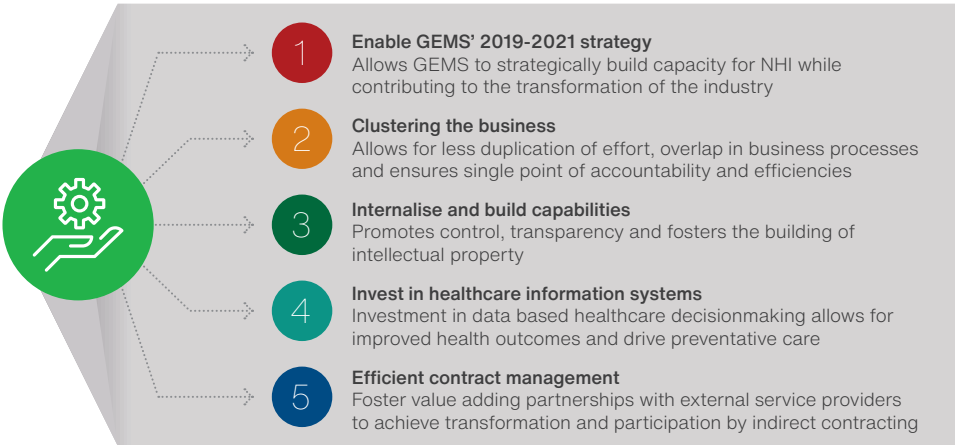 1
Enable GEMS' 2019-2021 strategy
Allows GEMS to strategically build capacity for NHI while
contributing to the transformation of the industry
2
Clustering the business
Allows for less duplication of effort, overlap in business processes
and ensures single point of accountability and efficiencies
3
Internalise and build capabilities
Promotes control, transparency and fosters the building of
intellectual property
4
Invest in healthcare information systems
Investment in data based healthcare decisionmaking allows for
improved health outcomes and drive preventative care
5
Efficient contract management
Foster value adding partnerships with external service providers
to achieve transformation and participation by indirect contracting